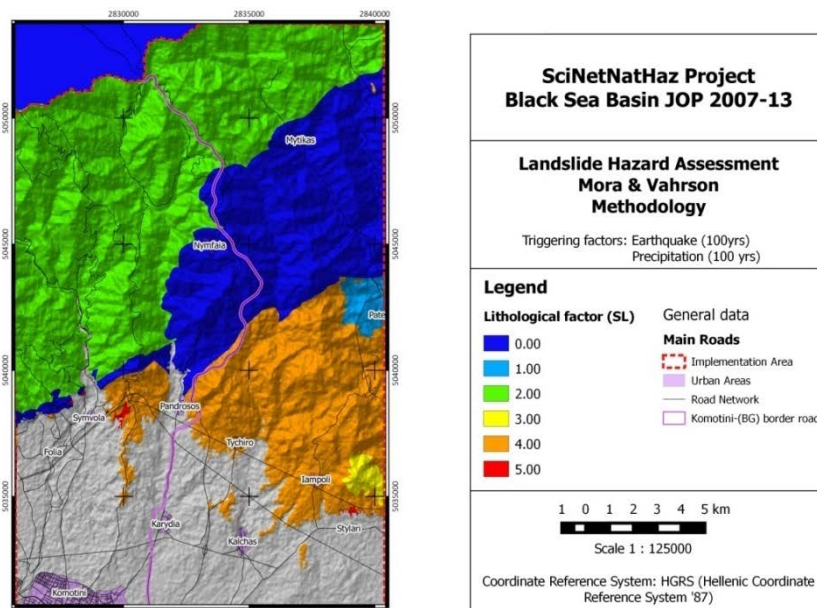 2830000 2835000 2840000
5050000
Mytikas
5045000
Nymfaia
Pate
5040000
Pandrosos
Symvola
Tychiro
Folia
Iampoli
5035000
Karydia
Kalchas
Stylari
Komotini
SciNetNatHaz Project
Black Sea Basin JOP 2007-13
Landslide Hazard Assessment
Mora & Vahrson
Methodology
Triggering factors: Earthquake (100yrs)
Precipitation (100 yrs)
Legend
Lithological factor (SL)
0.00
1.00
2.00
3.00
4.00
5.00
General data
Main Roads
Implementation Area
Urban Areas
Road Network
Komotini-(BG) border road
1 0 1 2 3 4 5 km
Scale 1 : 125000
Coordinate Reference System: HGRS (Hellenic Coordinate
Reference System '87)